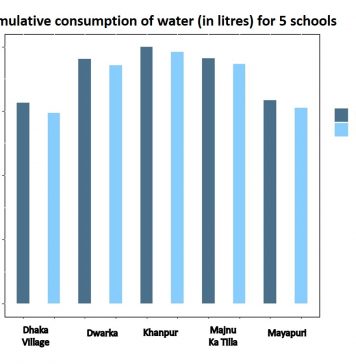 mulative consumption of water (in litres) for 5 schools
Dhaka
Village
Dwarka
Khanpur
Majnu
Ka Tilla
Mayapuri